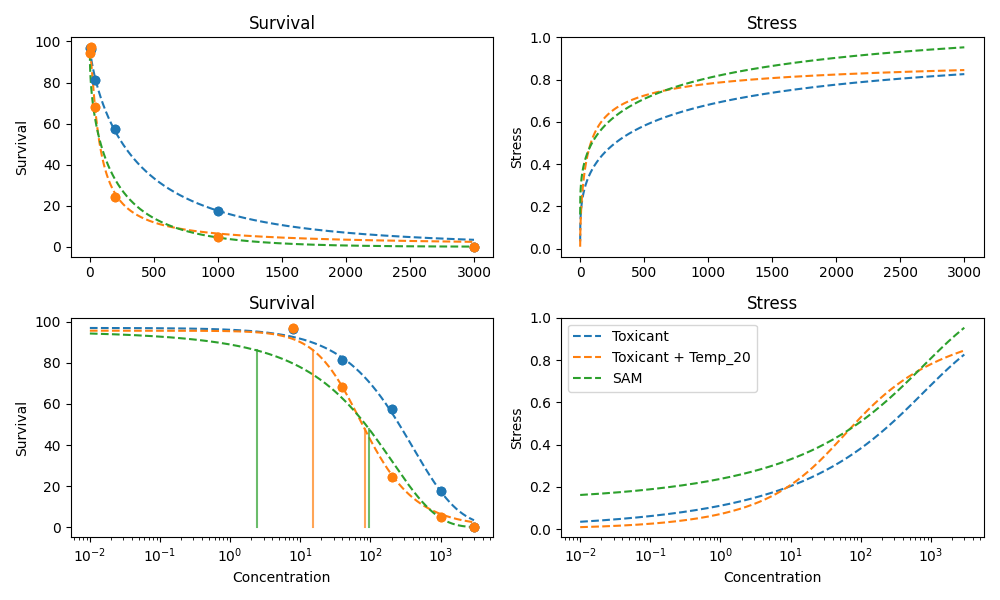 Survival
Stress
Survival
100
80
60
40
20
0
0 500 1000 1500 2000 2500 3000
Stress
1.0
0.8
0.6
0.4
0.2
0.0
0 500 1000 1500 2000 2500 3000
Survival
Stress
Survival
100
80
60
40
20
0
10⁻² 10⁻¹ 10⁰ 10¹ 10² 10³
Concentration
Stress
1.0
0.8
0.6
0.4
0.2
0.0
Toxicant
Toxicant + Temp_20
SAM
10⁻² 10⁻¹ 10⁰ 10¹ 10² 10³
Concentration